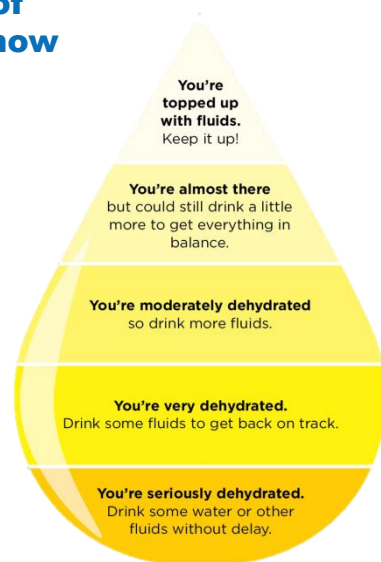 of
now
You're
topped up
with fluids.
Keep it up!
You're almost there
but could still drink a little
more to get everything in
balance.
You're moderately dehydrated
so drink more fluids.
You're very dehydrated.
Drink some fluids to get back on track.
You're seriously dehydrated.
Drink some water or other
fluids without delay.